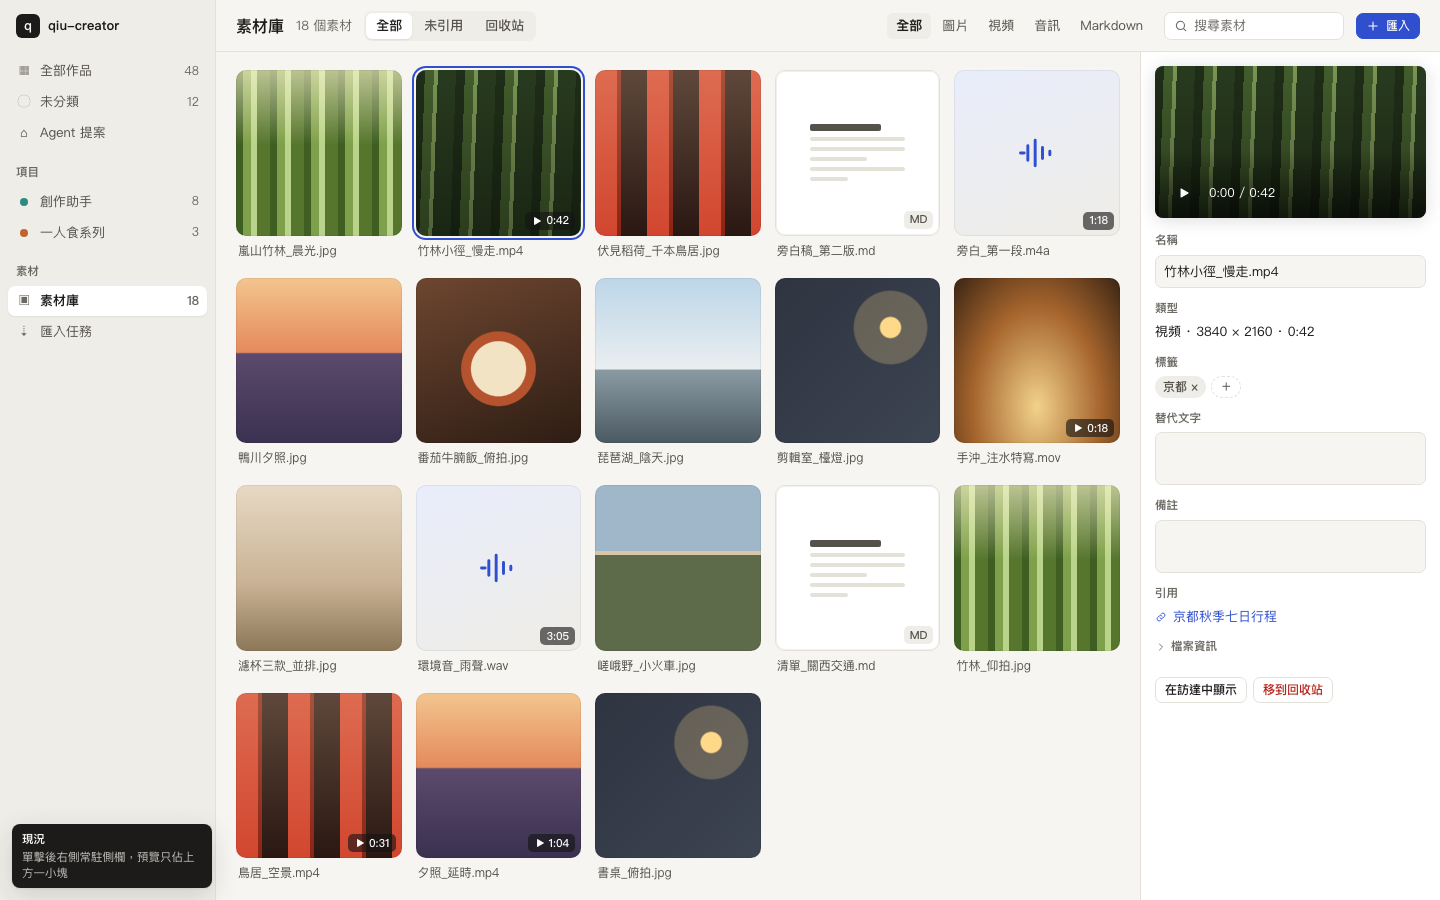 q qiu-creator
全部作品 48
未分類 12
Agent 提案
項目
創作助手 8
一人食系列 3
素材
素材庫 18
匯入任務
現況
單擊後右側常駐側欄，預覽只佔上
方一小塊
素材庫 18 個素材 全部 未引用 回收站
全部 圖片 視頻 音訊 Markdown 搜尋素材 匯入
0:42 MD 1:18
嵐山竹林_晨光.jpg 竹林小徑_慢走.mp4 伏見稻荷_千本鳥居.jpg 旁白稿_第二版.md 旁白_第一段.m4a
0:18
鴨川夕照.jpg 番茄牛腩飯_俯拍.jpg 琵琶湖_陰天.jpg 剪輯室_檯燈.jpg 手沖_注水特寫.mov
3:05 MD
濾杯三款_並排.jpg 環境音_雨聲.wav 嵯峨野_小火車.jpg 清單_關西交通.md 竹林_仰拍.jpg
0:31 1:04
鳥居_空景.mp4 夕照_延時.mp4 書桌_俯拍.jpg
0:00 / 0:42
名稱
竹林小徑_慢走.mp4
類型
視頻 · 3840 × 2160 · 0:42
標籤
京都 × +
替代文字
備註
引用
京都秋季七日行程
檔案資訊
在訪達中顯示 移到回收站